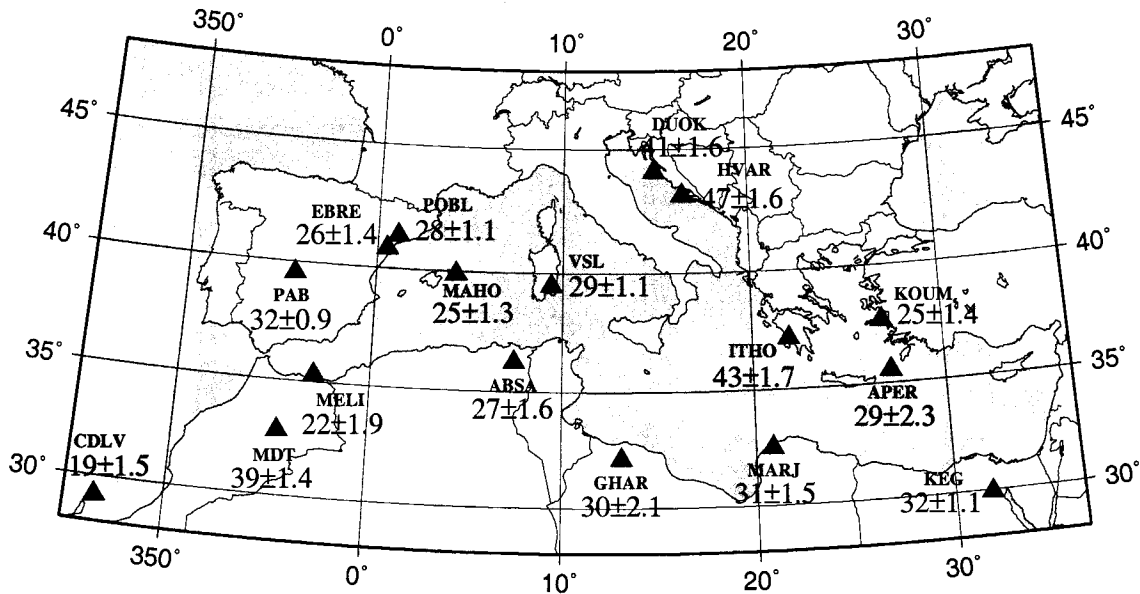 350° 0° 10° 20° 30°
45° 45°
DUOK
41±1.6
HVAR
47±1.6
EBRE
26±1.4
POBL
28±1.1
40° 40°
PAB
32±0.9
MAHO
25±1.3
VSL
29±1.1
KOUM
25±1.4
ITHO
43±1.7
35° 35°
APER
29±2.3
MELI
22±1.9
ABSA
27±1.6
CDLV
19±1.5
MDT
39±1.4
GHAR
30±2.1
MARJ
31±1.5
KEG
32±1.1
30° 30°
350° 0° 10° 20° 30°